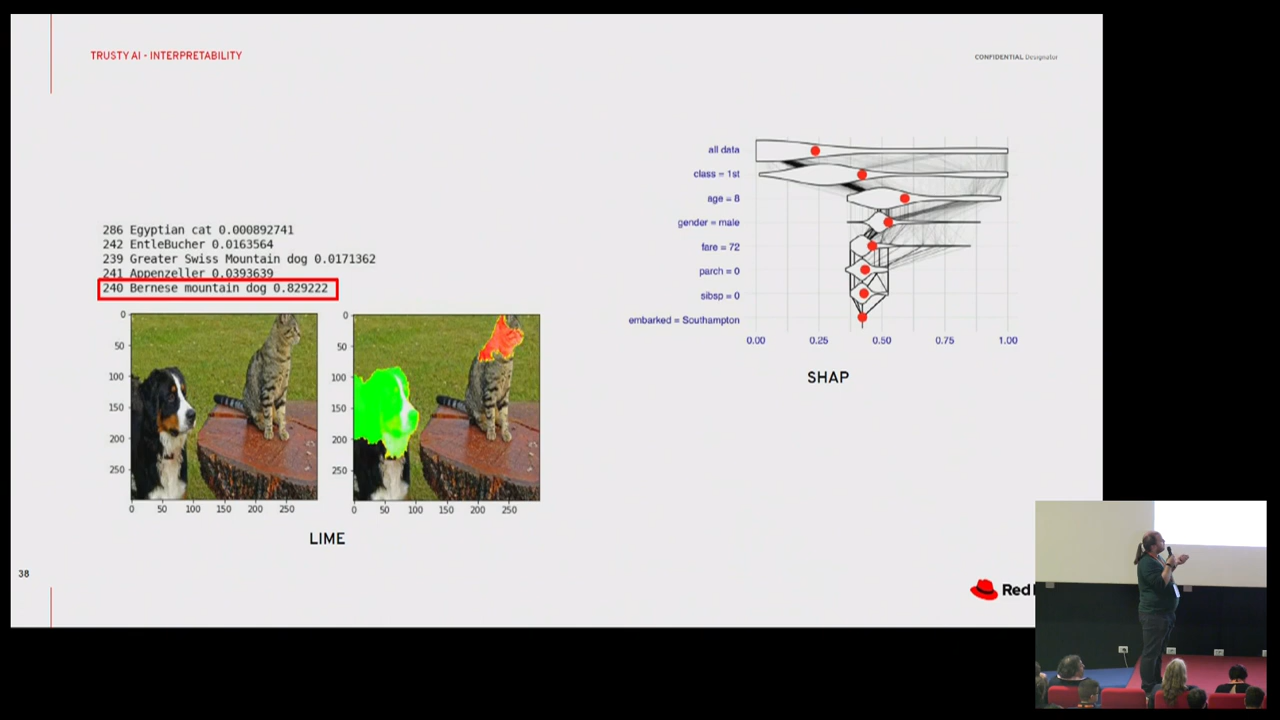 TRUSTY AI - INTERPRETABILITY
CONFIDENTIAL Designator
286 Egyptian cat 0.000892741
242 EntleBucher 0.0163564
239 Greater Swiss Mountain dog 0.0171362
241 Appenzeller 0.0393639
240 Bernese mountain dog 0.829222
0
50
100
150
200
250
0 50 100 150 200 250
0
50
100
150
200
250
0 50 100 150 200 250
LIME
all data
class = 1st
age = 8
gender = male
fare = 72
parch = 0
sibsp = 0
embarked = Southampton
0.00 0.25 0.50 0.75 1.00
SHAP
38
Red